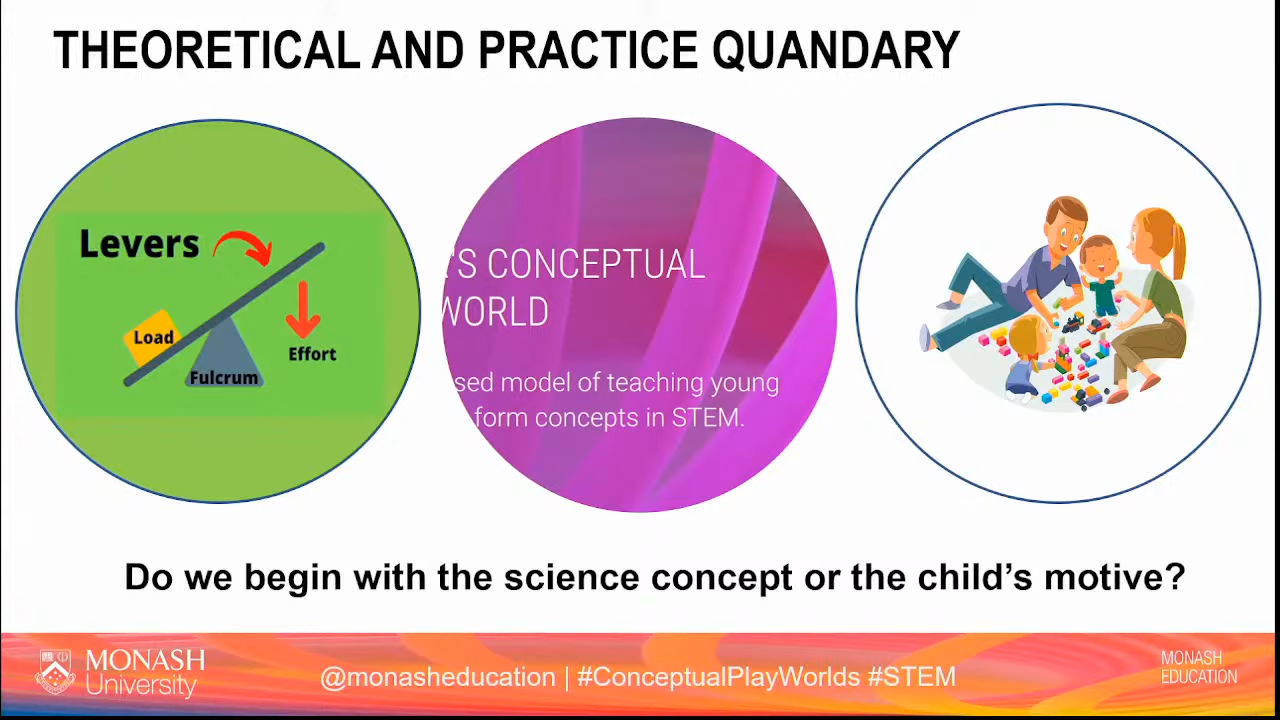 THEORETICAL AND PRACTICE QUANDARY
Levers
Load
Fulcrum
Effort
'S CONCEPTUAL
WORLD
sed model of teaching young
form concepts in STEM.
Do we begin with the science concept or the child's motive?
MONASH
University
@monasheducation | #ConceptualPlayWorlds #STEM
MONASH
EDUCATION